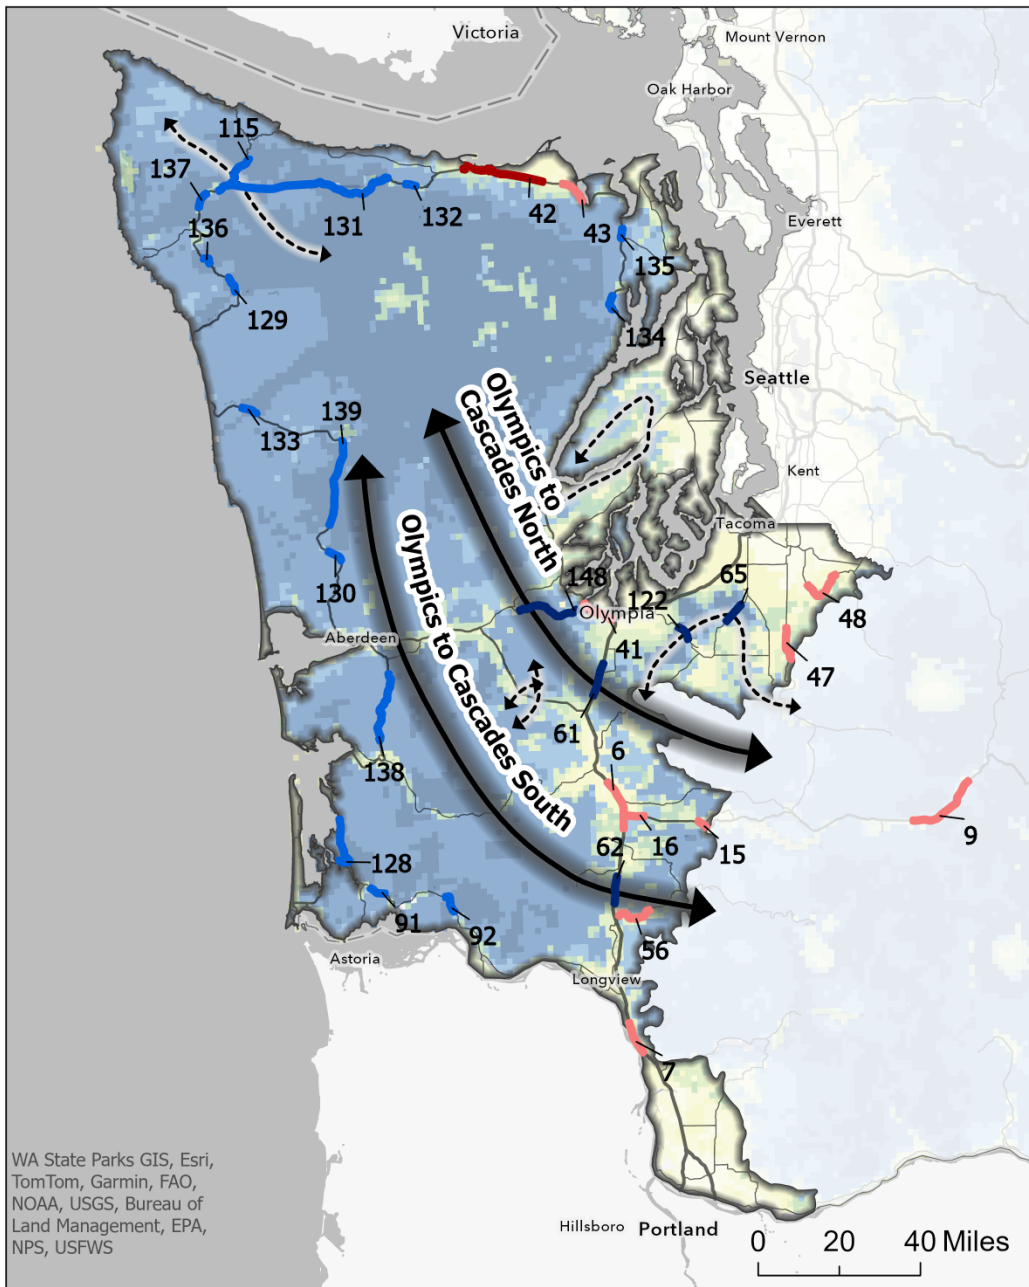 Victoria
Mount Vernon
Oak Harbor
115
137
131
132
42
43
Everett
136
135
129
134
Seattle
Olympics to
Cascades North
139
133
Kent
Olympics to Cascades South
Tacoma
130
148
122
65
Olympia
48
Aberdeen
41
47
61
6
138
62
16
15
9
128
91
92
56
Astoria
Longview
7
WA State Parks GIS, Esri,
TomTom, Garmin, FAO,
NOAA, USGS, Bureau of
Land Management, EPA,
NPS, USFWS
Hillsboro
Portland
0 20 40 Miles